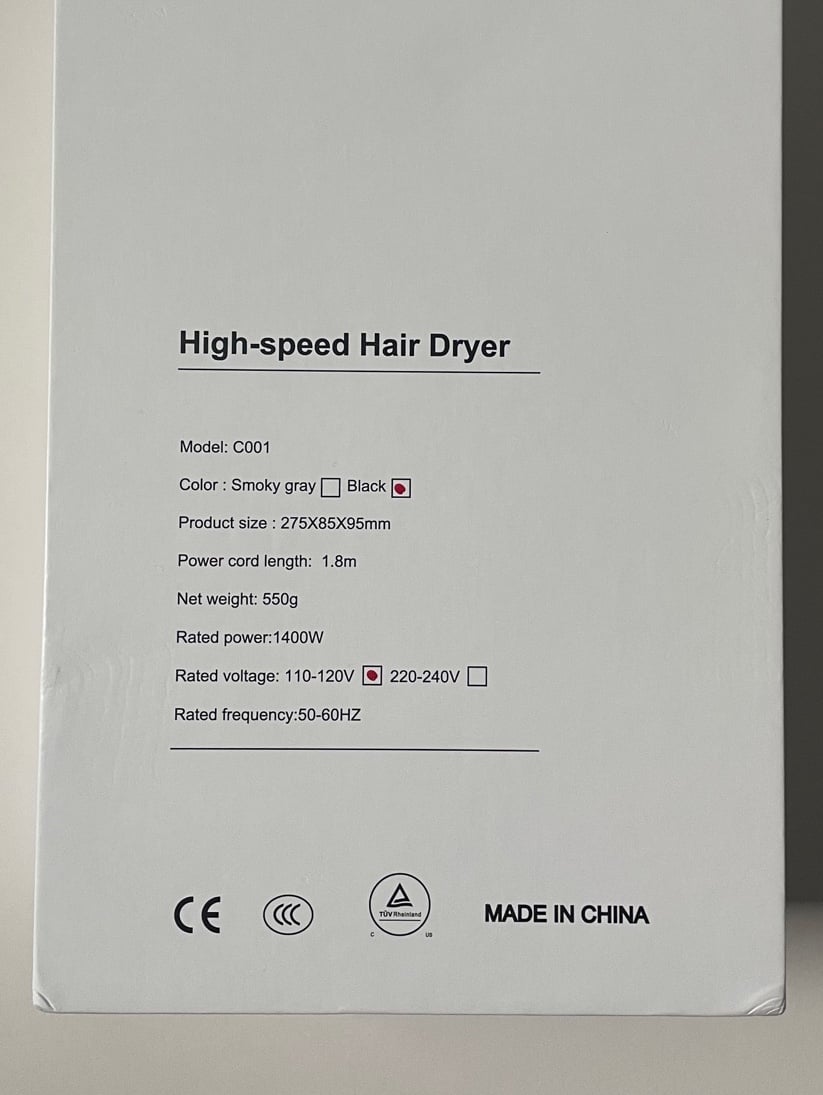 High-speed Hair Dryer
Model: C001
Color : Smoky gray Black
Product size : 275X85X95mm
Power cord length: 1.8m
Net weight: 550g
Rated power:1400W
Rated voltage: 110-120V 220-240V
Rated frequency:50-60HZ
CE CCC TÜVRheinland C US MADE IN CHINA